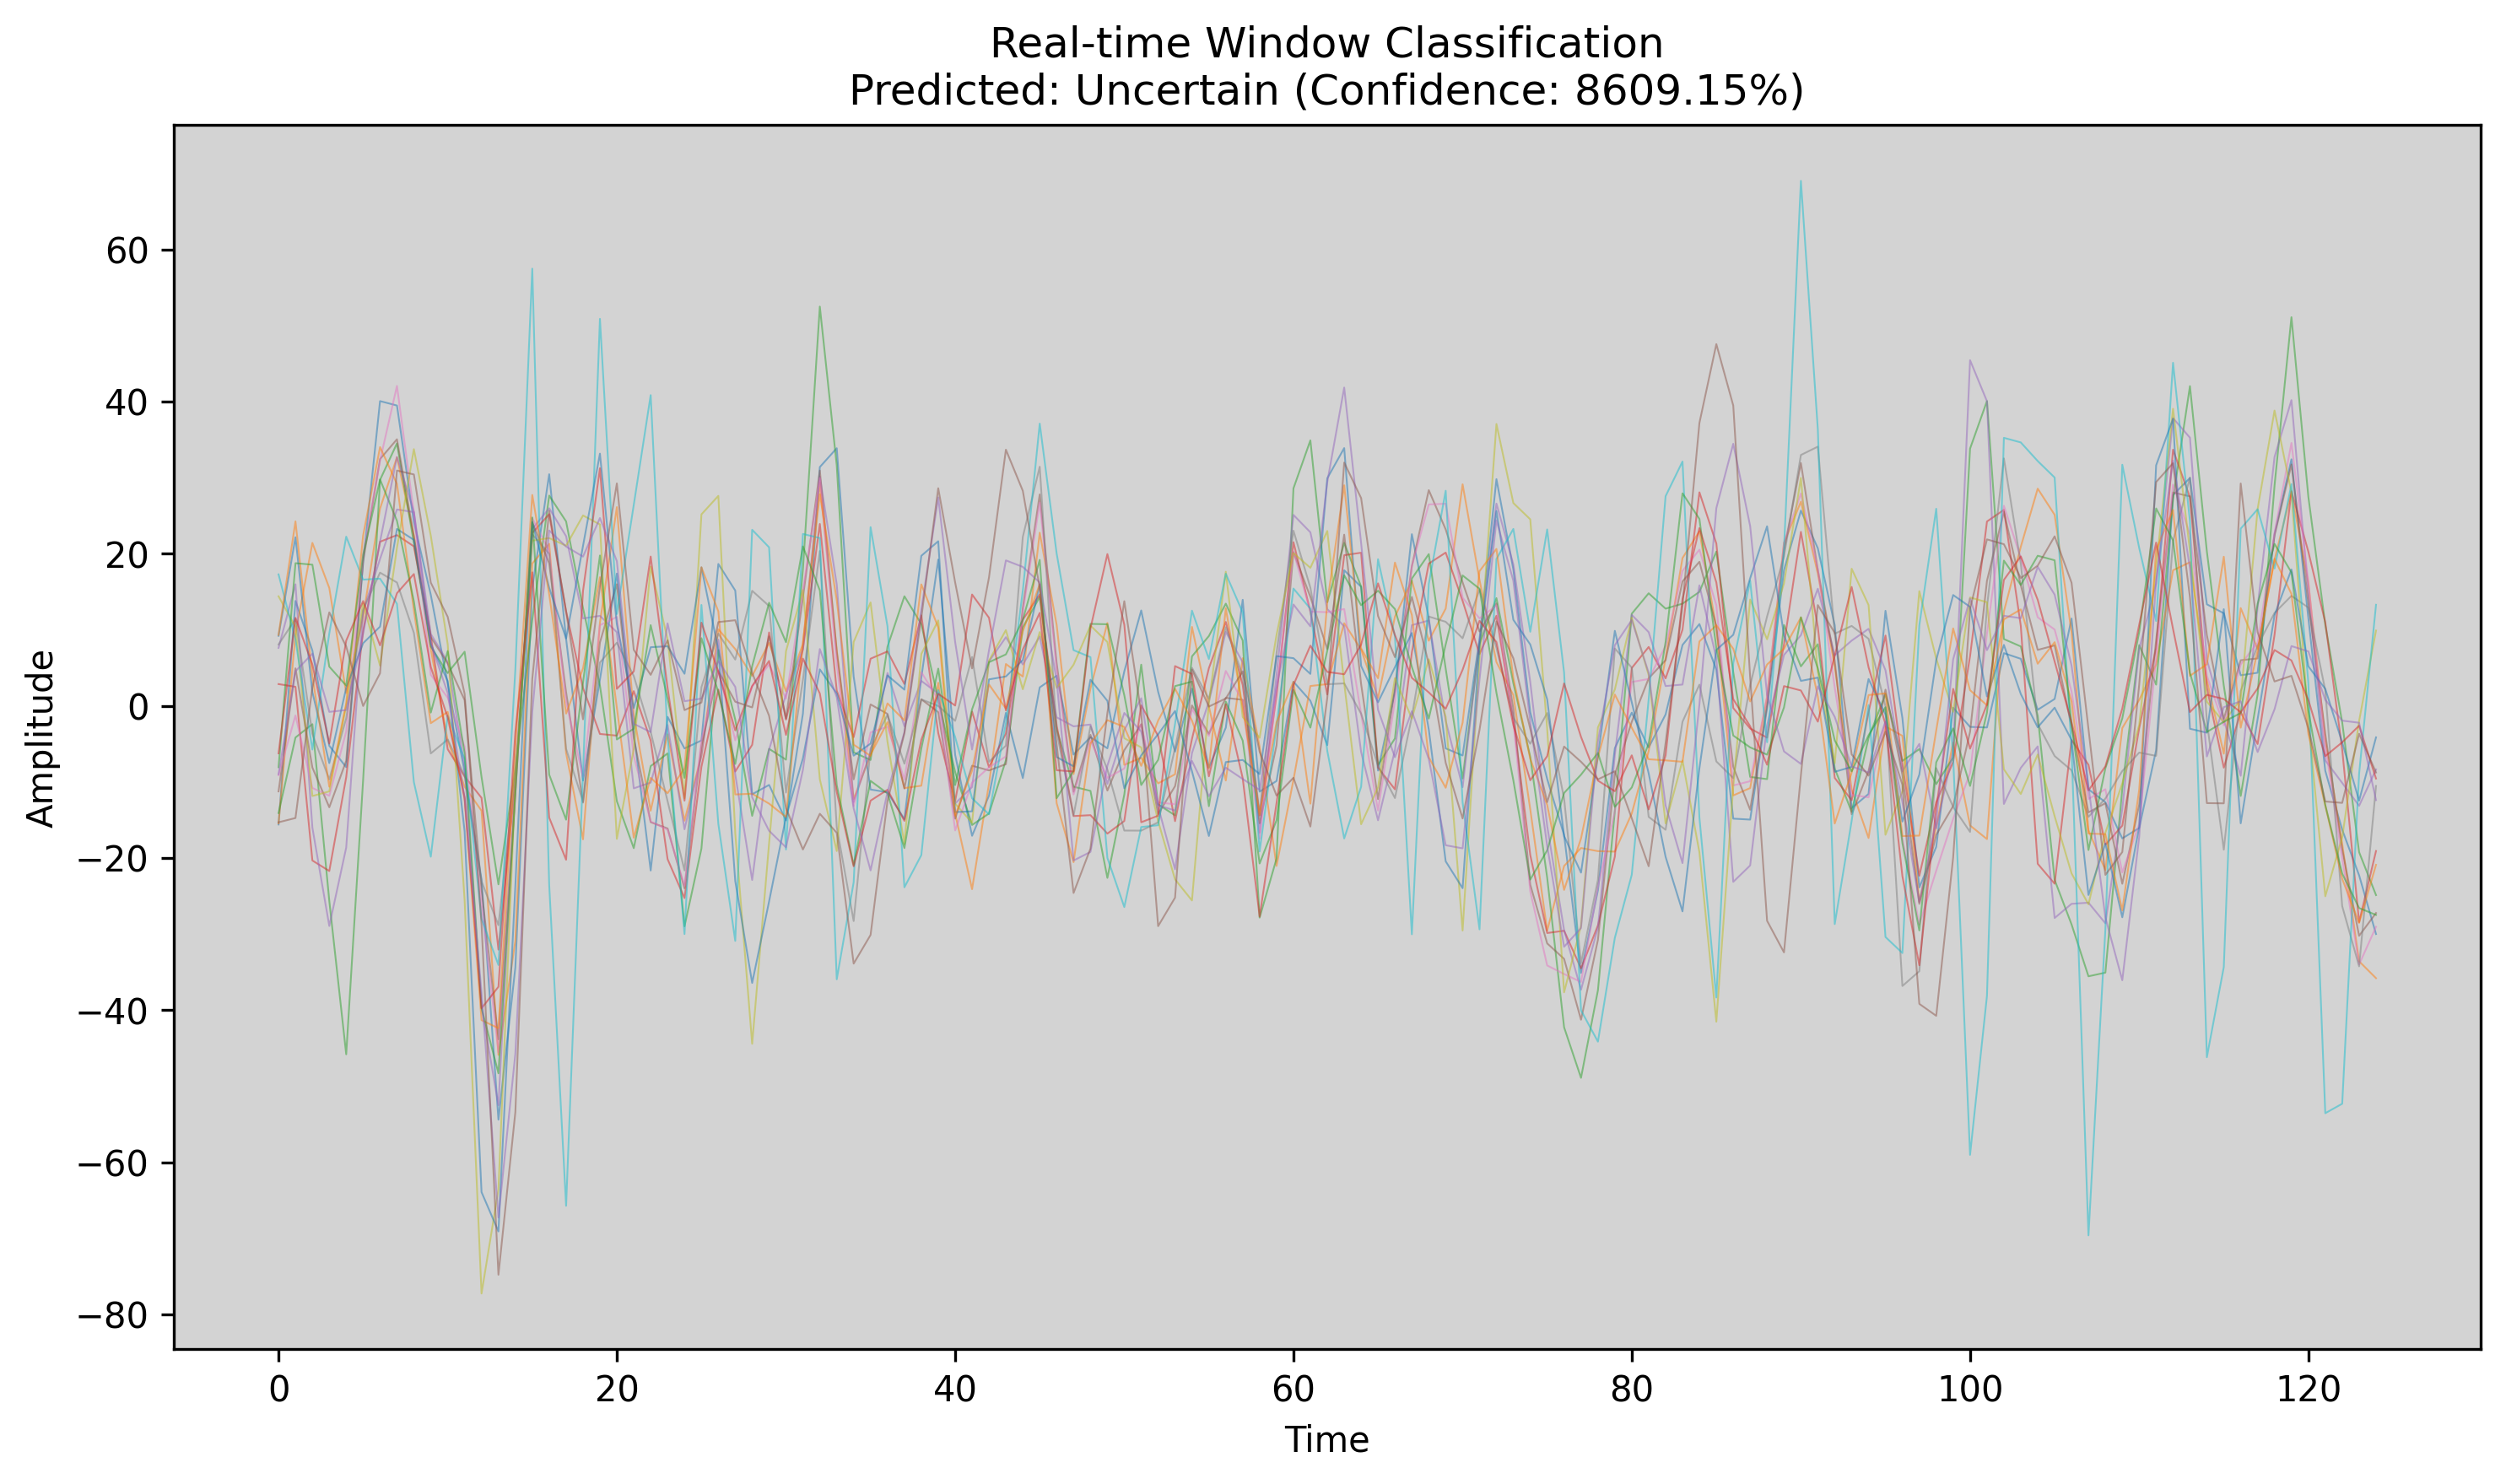 Real-time Window Classification
Predicted: Uncertain (Confidence: 8609.15%)
Amplitude
60
40
20
0
−20
−40
−60
−80
0 20 40 60 80 100 120
Time